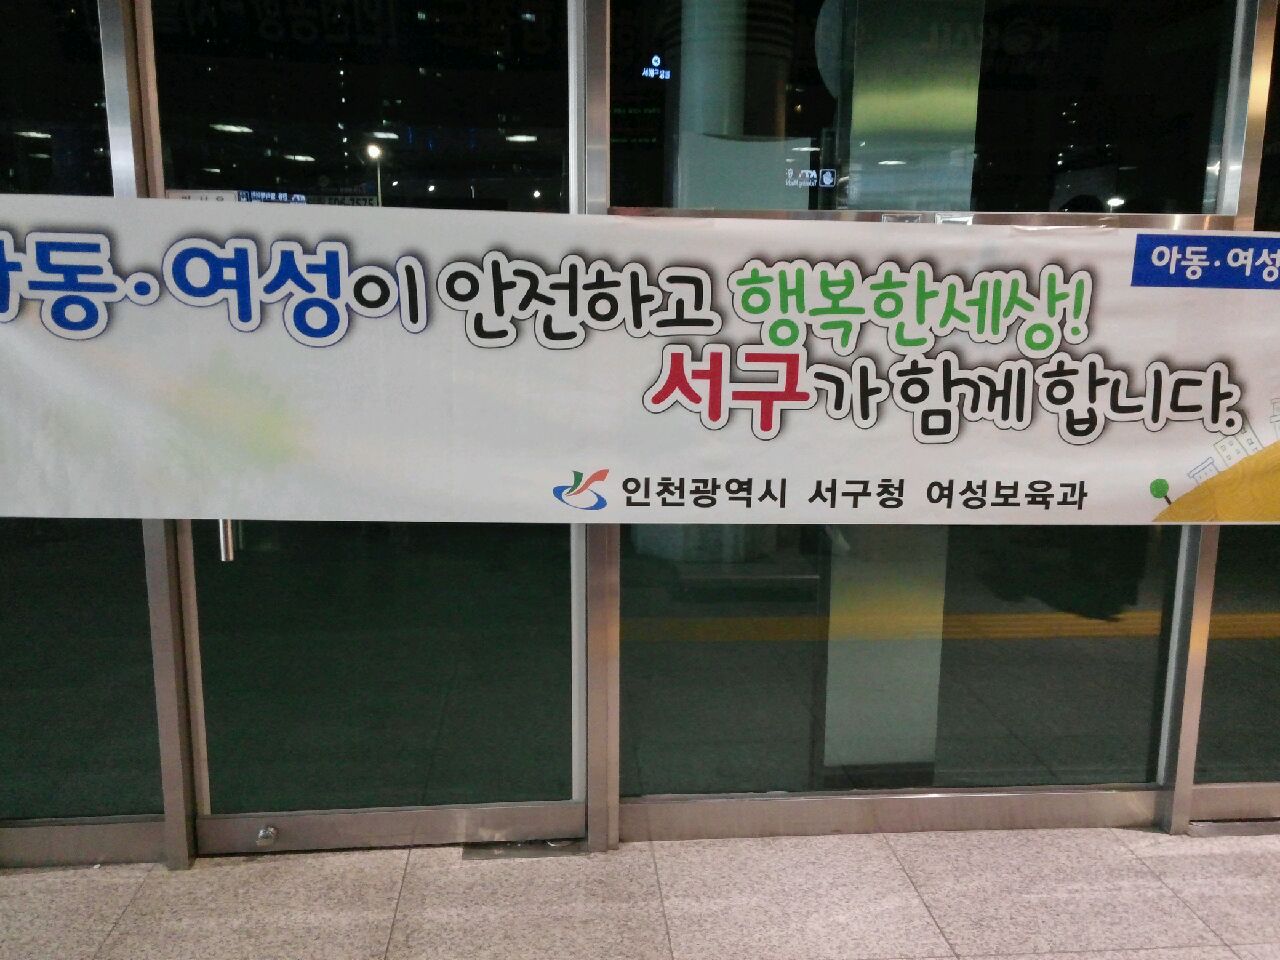 아동·여성이 안전하고 행복한세상!
서구가 함께 합니다.
인천광역시 서구청 여성보육과
아동·여성